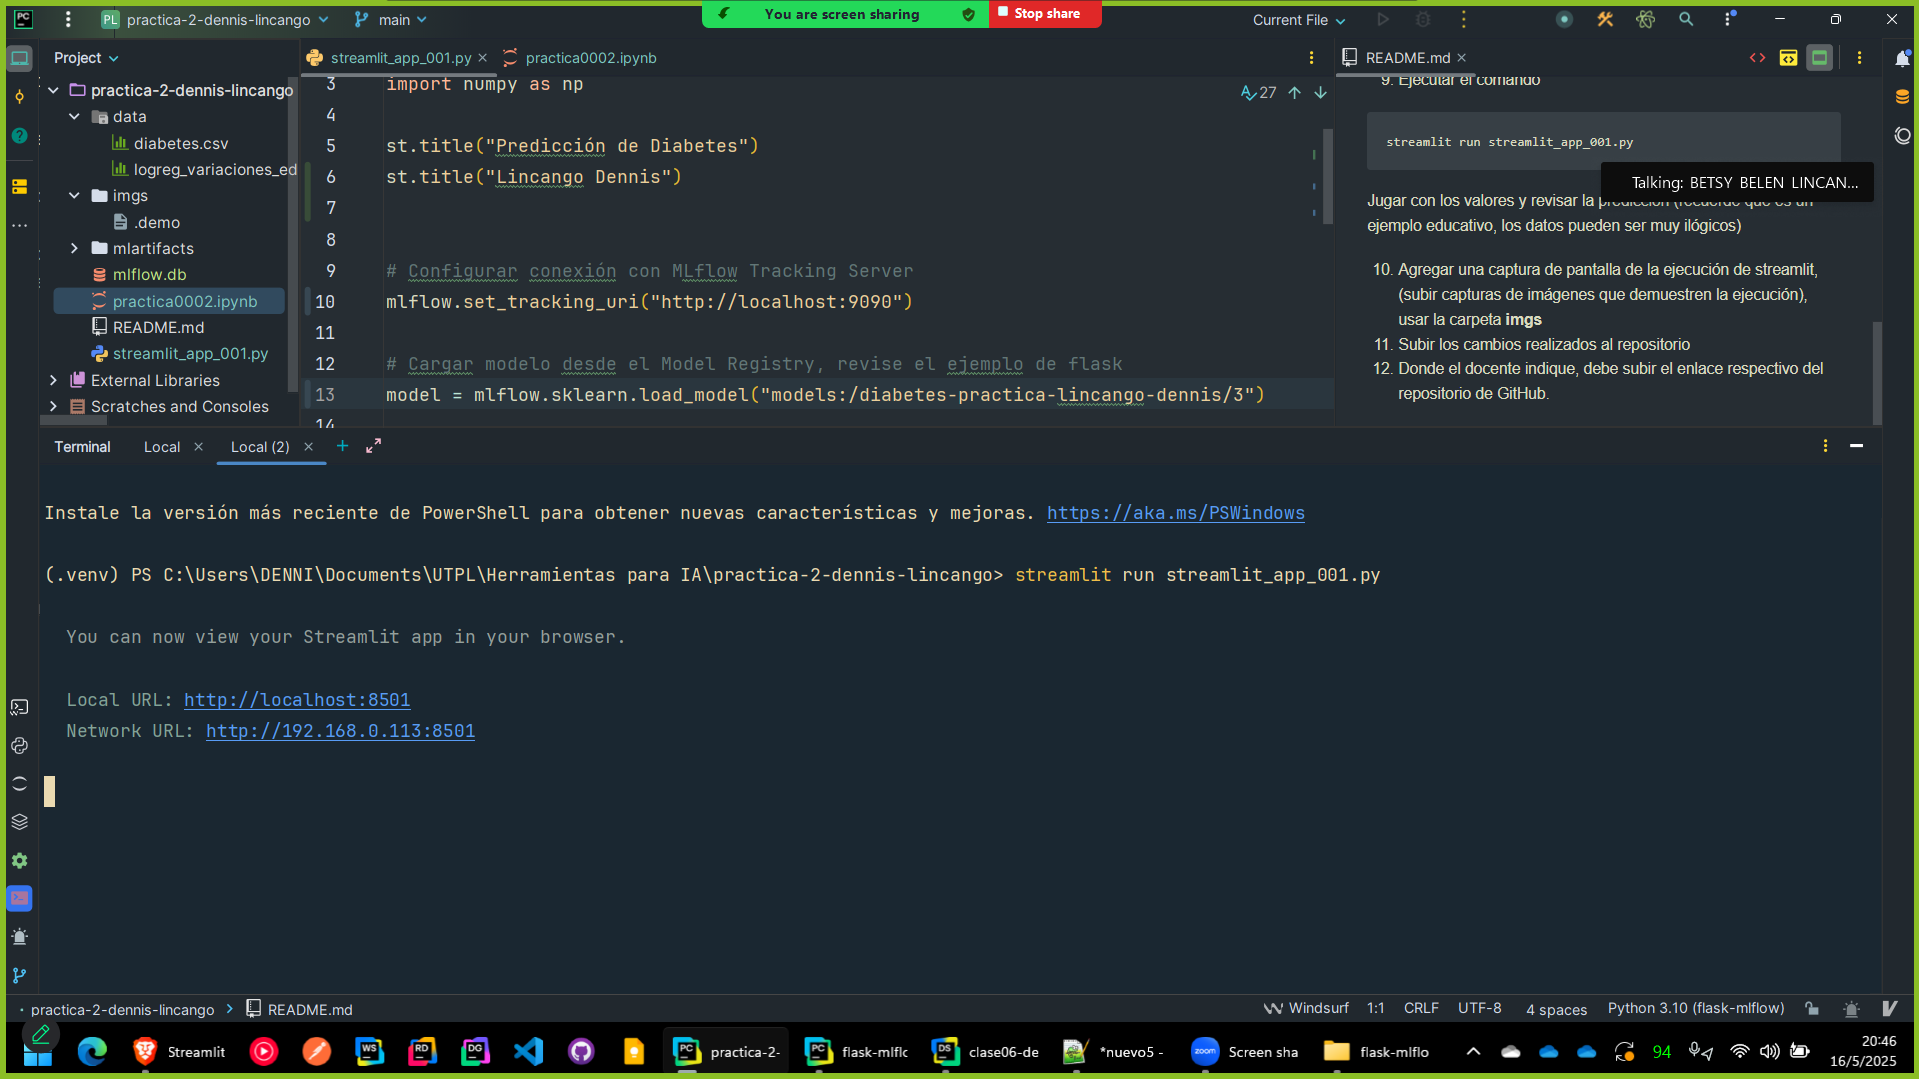 PC
PL practica-2-dennis-lincango
main
You are screen sharing
Stop share
Current File
Project
streamlit_app_001.py
practica0002.ipynb
README.md
practica-2-dennis-lincango
data
diabetes.csv
logreg_variaciones_ed
imgs
.demo
mlartifacts
mlflow.db
practica0002.ipynb
README.md
streamlit_app_001.py
External Libraries
Scratches and Consoles
27
3 import numpy as np
4
5 st.title("Predicción de Diabetes")
6 st.title("Lincango Dennis")
7
8
9 # Configurar conexión con MLflow Tracking Server
10 mlflow.set_tracking_uri("http://localhost:9090")
11
12 # Cargar modelo desde el Model Registry, revise el ejemplo de flask
13 model = mlflow.sklearn.load_model("models:/diabetes-practica-lincango-dennis/3")
14
9. Ejecutar el comando
streamlit run streamlit_app_001.py
Talking: BETSY BELEN LINCAN...
Jugar con los valores y revisar la predicción (recuerde que es un
ejemplo educativo, los datos pueden ser muy ilógicos)
10. Agregar una captura de pantalla de la ejecución de streamlit,
(subir capturas de imágenes que demuestren la ejecución),
usar la carpeta imgs
11. Subir los cambios realizados al repositorio
12. Donde el docente indique, debe subir el enlace respectivo del
repositorio de GitHub.
Terminal
Local
Local (2)
Instale la versión más reciente de PowerShell para obtener nuevas características y mejoras. https://aka.ms/PSWindows
(.venv) PS C:\Users\DENNI\Documents\UTPL\Herramientas para IA\practica-2-dennis-lincango> streamlit run streamlit_app_001.py
You can now view your Streamlit app in your browser.
Local URL: http://localhost:8501
Network URL: http://192.168.0.113:8501
practica-2-dennis-lincango > README.md
Windsurf
1:1
CRLF
UTF-8
4 spaces
Python 3.10 (flask-mlflow)
Streamlit
WS
RD
DG
PC practica-2-
PC flask-mlflc
DS clase06-de
*nuevo5 -
zoom Screen sha
flask-mlflo
94
20:46
16/5/2025